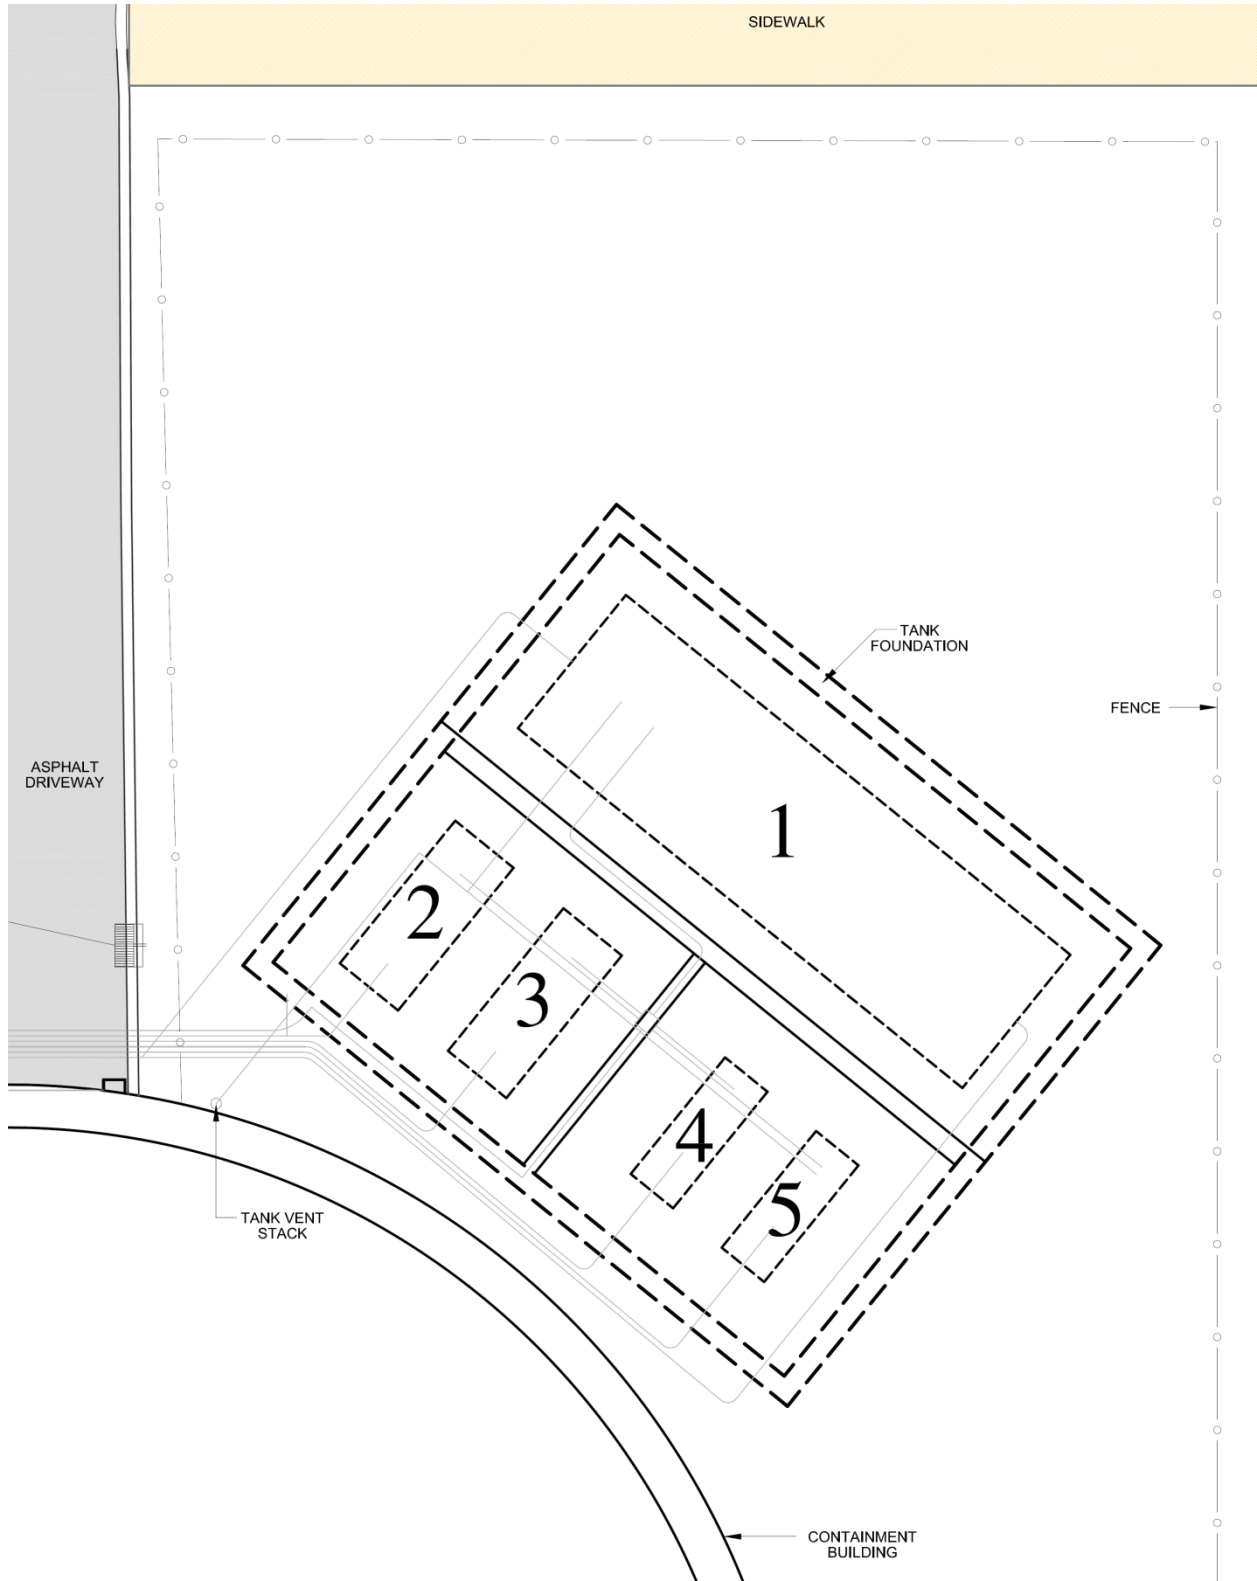 SIDEWALK
TANK
FOUNDATION
FENCE
ASPHALT
DRIVEWAY
1
2
3
4
5
TANK VENT
STACK
CONTAINMENT
BUILDING